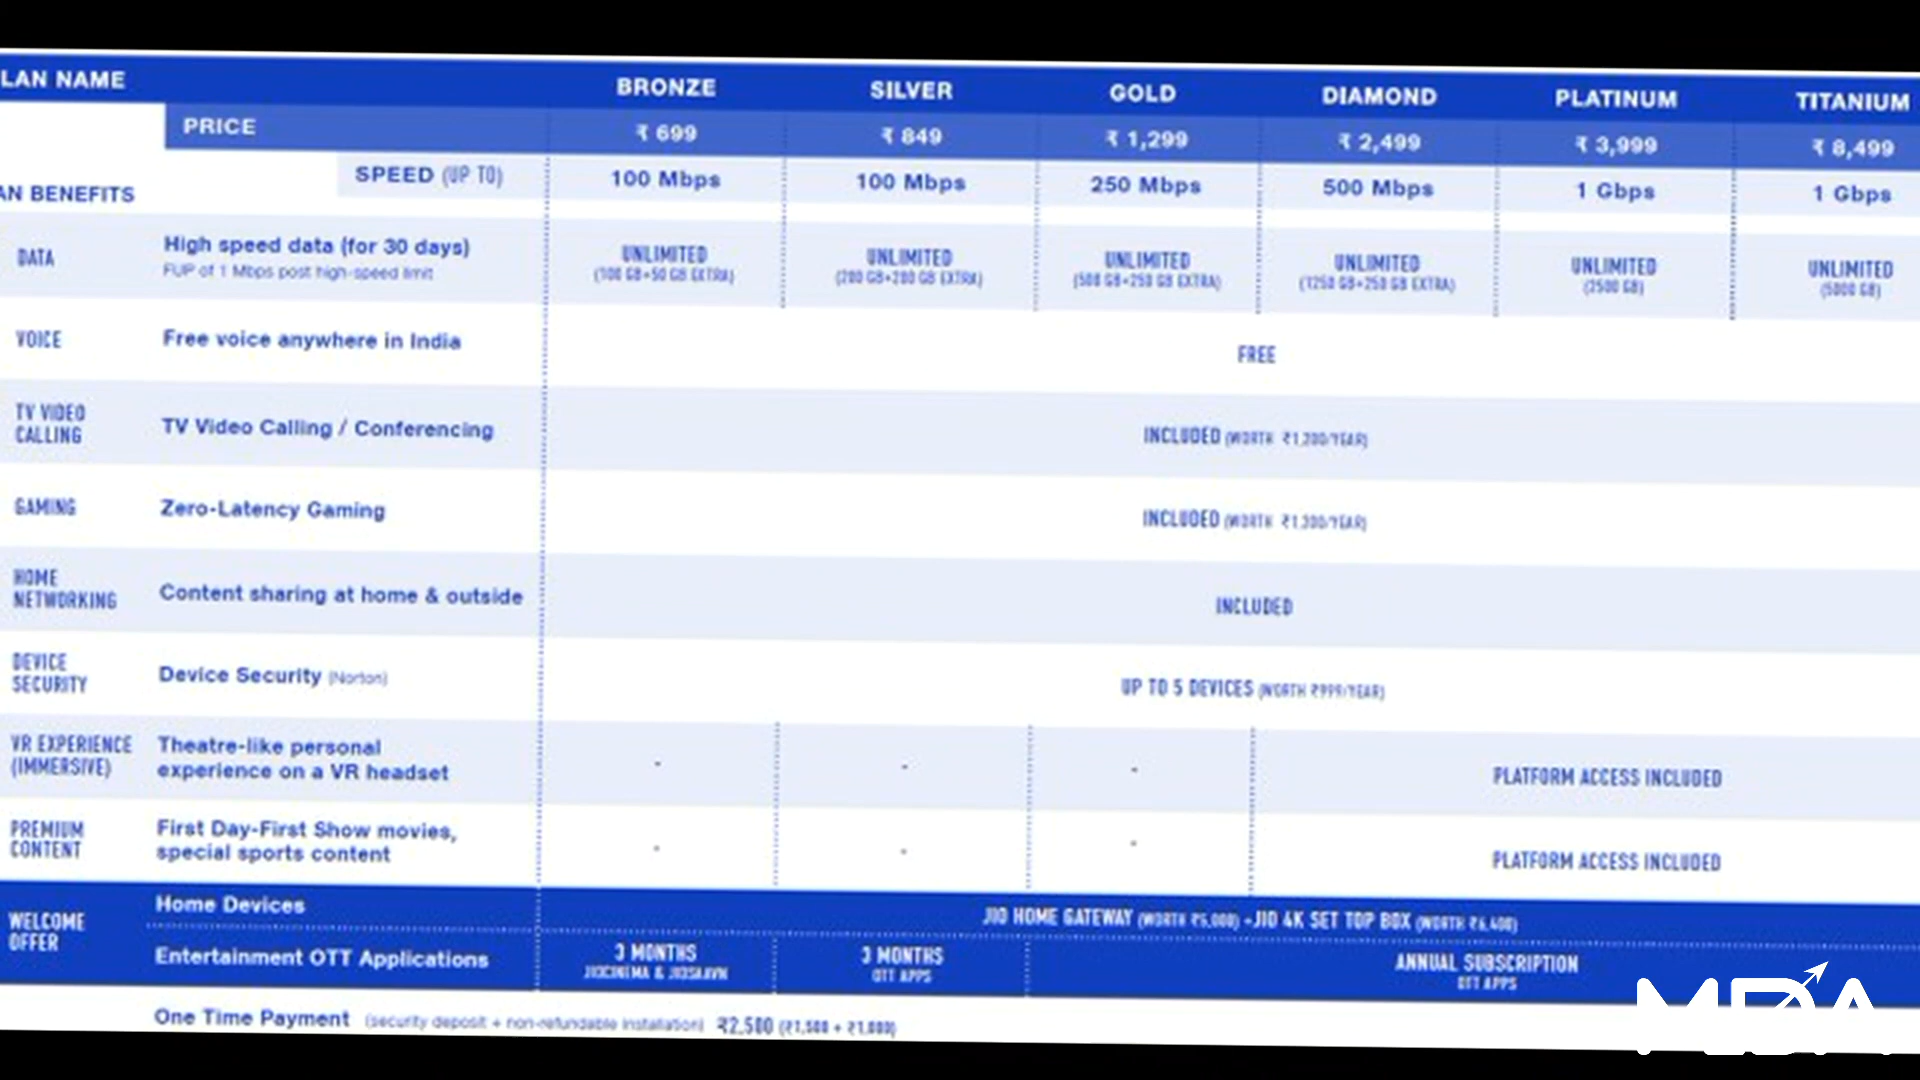 LAN NAME BRONZE SILVER GOLD DIAMOND PLATINUM TITANIUM
PRICE ₹ 699 ₹ 849 ₹ 1,299 ₹ 2,499 ₹ 3,999 ₹ 8,499
SPEED (UP TO) 100 Mbps 100 Mbps 250 Mbps 500 Mbps 1 Gbps 1 Gbps
AN BENEFITS
DATA High speed data (for 30 days) UNLIMITED UNLIMITED UNLIMITED UNLIMITED UNLIMITED UNLIMITED
FUP of 1 Mbps post high-speed limit (100 GB+50 GB EXTRA) (200 GB+200 GB EXTRA) (500 GB+250 GB EXTRA) (1250 GB+250 GB EXTRA) (2500 GB) (5000 GB)
VOICE Free voice anywhere in India FREE
TV VIDEO
CALLING TV Video Calling / Conferencing INCLUDED (WORTH ₹1,200/YEAR)
GAMING Zero-Latency Gaming INCLUDED (WORTH /YEAR)
HOME
NETWORKING Content sharing at home & outside INCLUDED
DEVICE
SECURITY Device Security (Norton) UP TO 5 DEVICES (WORTH ₹999/YEAR)
VR EXPERIENCE Theatre-like personal
(IMMERSIVE) experience on a VR headset - - - PLATFORM ACCESS INCLUDED
PREMIUM First Day-First Show movies,
CONTENT special sports content - - - PLATFORM ACCESS INCLUDED
WELCOME
OFFER
Home Devices JIO HOME GATEWAY (WORTH ₹5,000) + JIO 4K SET TOP BOX (WORTH ₹6,400)
Entertainment OTT Applications 3 MONTHS 3 MONTHS ANNUAL SUBSCRIPTION
JIOCINEMA & JIOSAAVN OTT APPS OTT APPS
One Time Payment (security deposit + non-refundable installation) ₹2,500 (₹1,500 + ₹1,000)
MDA